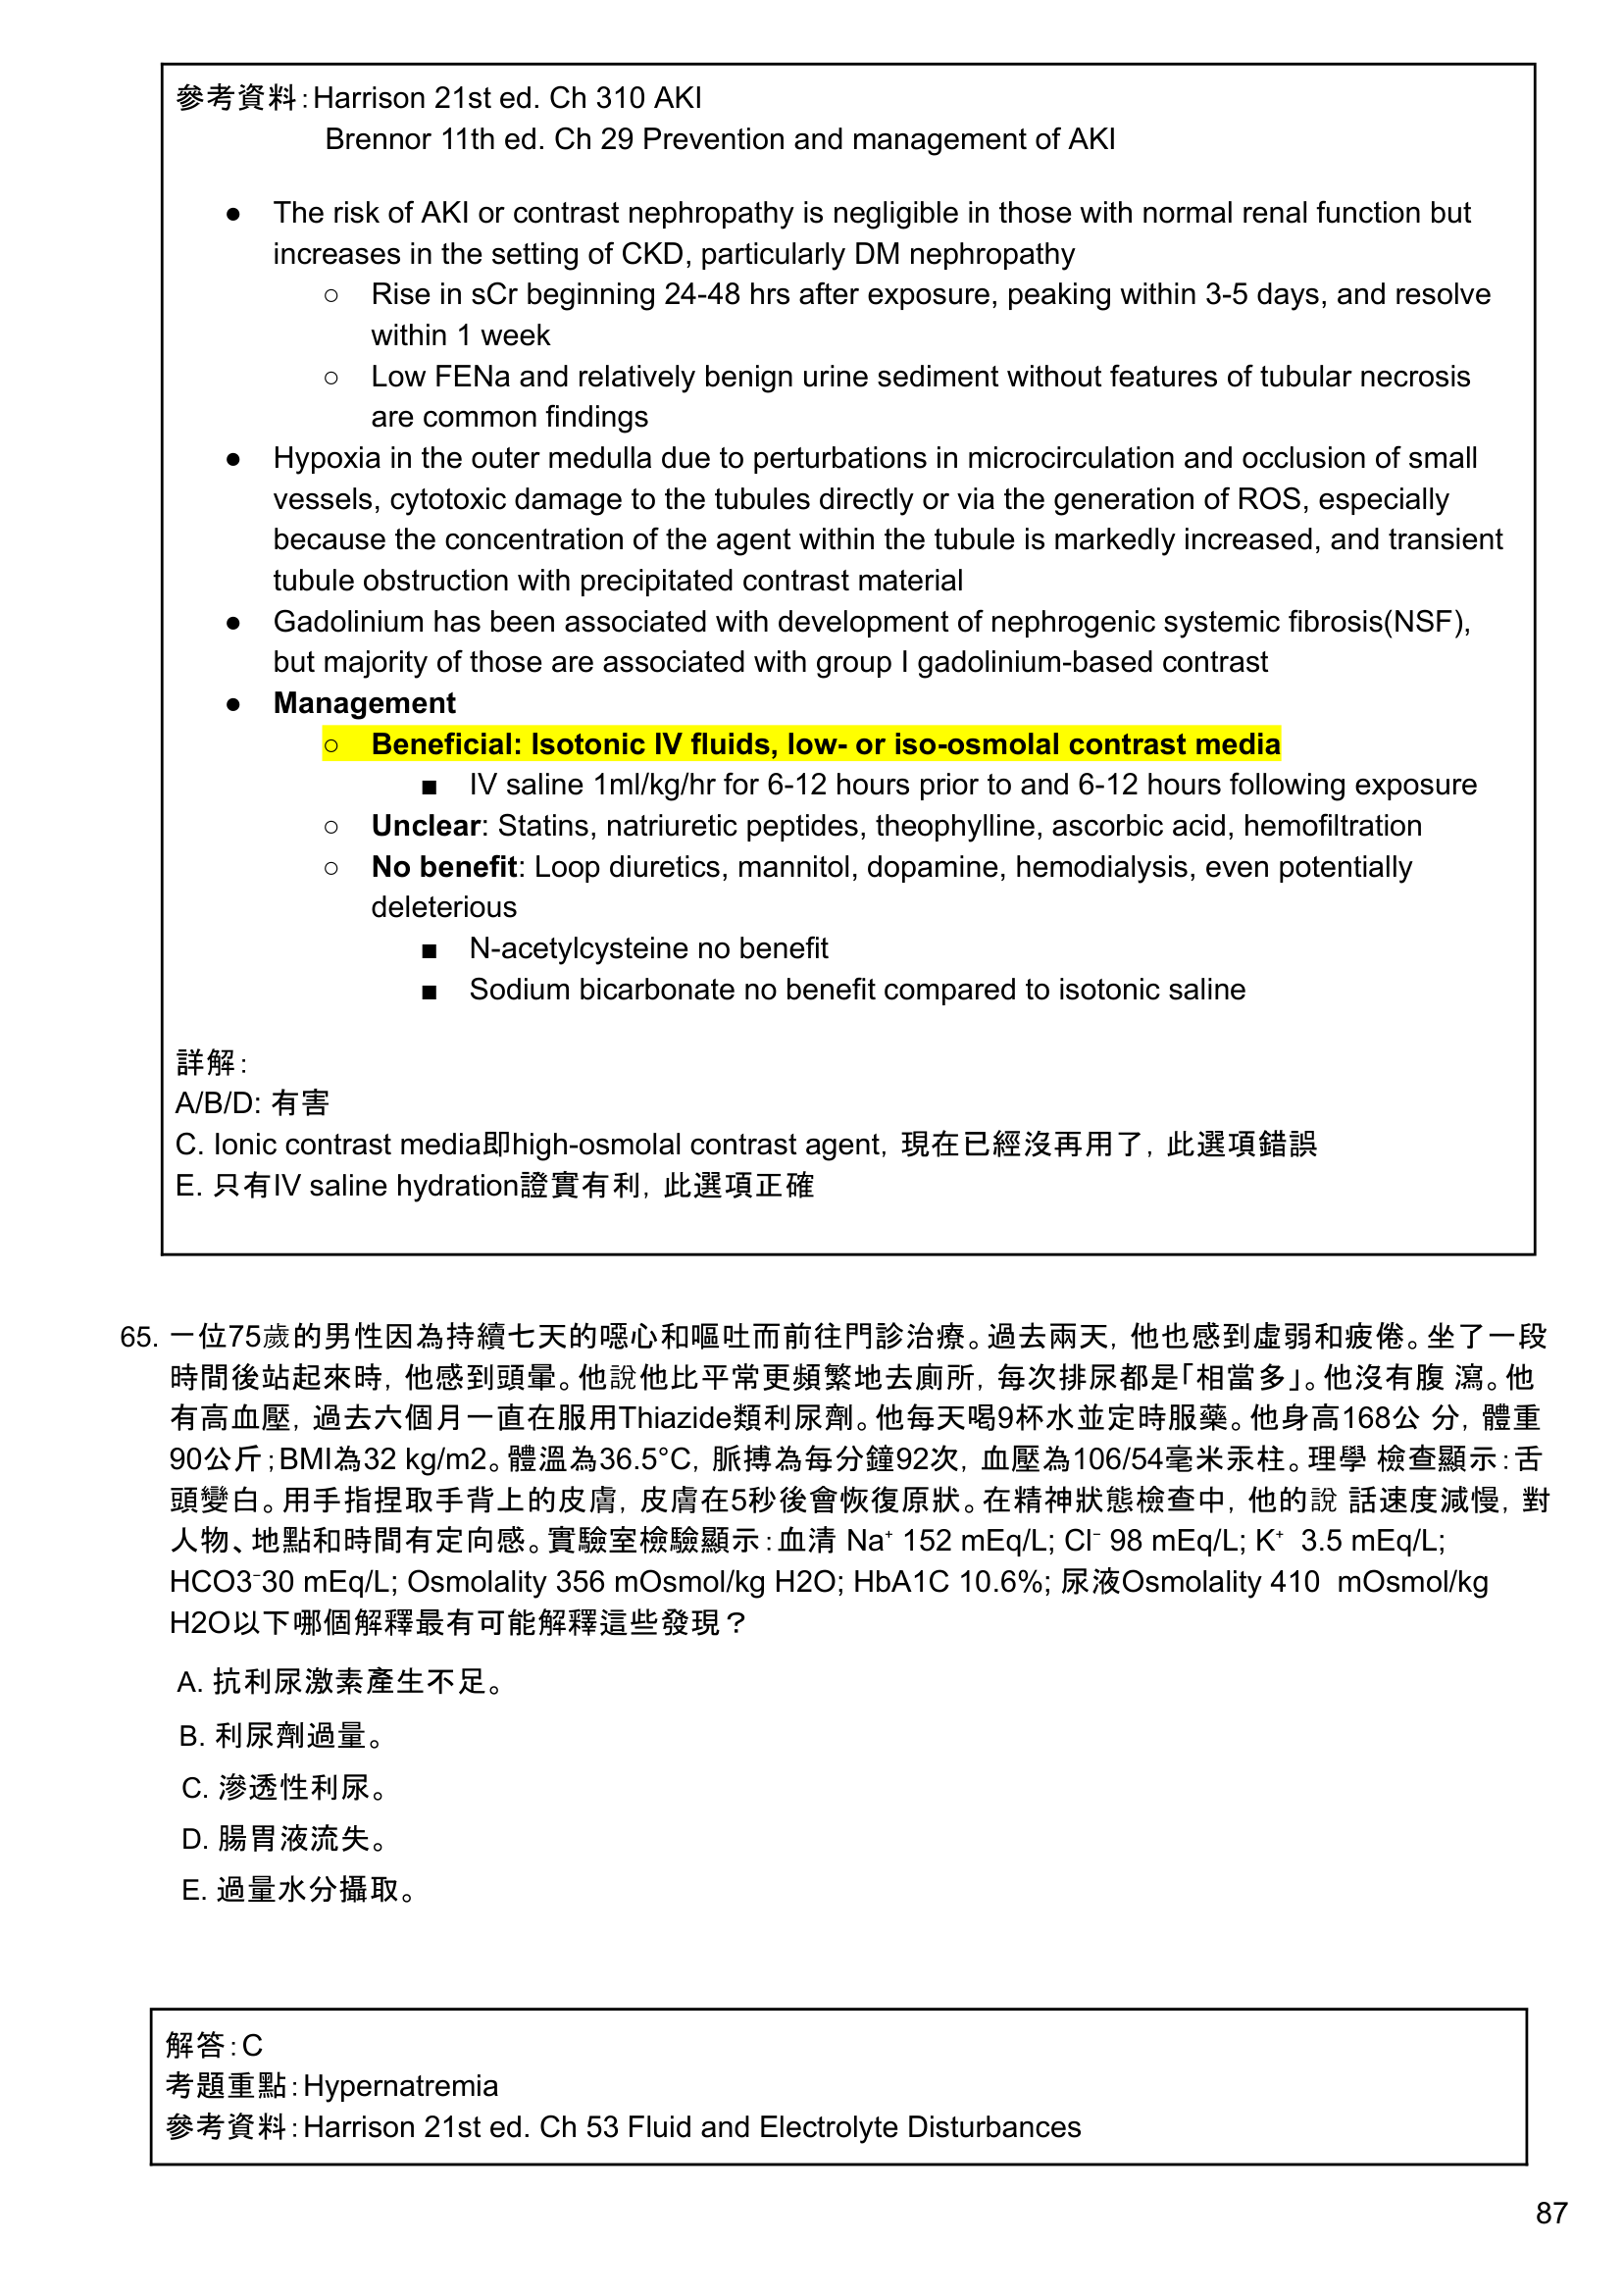 參考資料：Harrison 21st ed. Ch 310 AKI
Brennor 11th ed. Ch 29 Prevention and management of AKI
● The risk of AKI or contrast nephropathy is negligible in those with normal renal function but
increases in the setting of CKD, particularly DM nephropathy
○ Rise in sCr beginning 24-48 hrs after exposure, peaking within 3-5 days, and resolve
within 1 week
○ Low FENa and relatively benign urine sediment without features of tubular necrosis
are common findings
● Hypoxia in the outer medulla due to perturbations in microcirculation and occlusion of small
vessels, cytotoxic damage to the tubules directly or via the generation of ROS, especially
because the concentration of the agent within the tubule is markedly increased, and transient
tubule obstruction with precipitated contrast material
● Gadolinium has been associated with development of nephrogenic systemic fibrosis(NSF),
but majority of those are associated with group I gadolinium-based contrast
● Management
○ Beneficial: Isotonic IV fluids, low- or iso-osmolal contrast media
■ IV saline 1ml/kg/hr for 6-12 hours prior to and 6-12 hours following exposure
○ Unclear: Statins, natriuretic peptides, theophylline, ascorbic acid, hemofiltration
○ No benefit: Loop diuretics, mannitol, dopamine, hemodialysis, even potentially
deleterious
■ N-acetylcysteine no benefit
■ Sodium bicarbonate no benefit compared to isotonic saline
詳解：
A/B/D: 有害
C. Ionic contrast media即high-osmolal contrast agent，現在已經沒再用了，此選項錯誤
E. 只有IV saline hydration證實有利，此選項正確
65. 一位75歲的男性因為持續七天的噁心和嘔吐而前往門診治療。過去兩天，他也感到虛弱和疲倦。坐了一段
時間後站起來時，他感到頭暈。他說他比平常更頻繁地去廁所，每次排尿都是「相當多」。他沒有腹 瀉。他
有高血壓，過去六個月一直在服用Thiazide類利尿劑。他每天喝9杯水並定時服藥。他身高168公 分，體重
90公斤；BMI為32 kg/m2。體溫為36.5°C，脈搏為每分鐘92次，血壓為106/54毫米汞柱。理學 檢查顯示：舌
頭變白。用手指捏取手背上的皮膚，皮膚在5秒後會恢復原狀。在精神狀態檢查中，他的說 話速度減慢，對
人物、地點和時間有定向感。實驗室檢驗顯示：血清 Na⁺ 152 mEq/L; Cl⁻ 98 mEq/L; K⁺ 3.5 mEq/L;
HCO3⁻30 mEq/L; Osmolality 356 mOsmol/kg H2O; HbA1C 10.6%; 尿液Osmolality 410 mOsmol/kg
H2O以下哪個解釋最有可能解釋這些發現？
A. 抗利尿激素產生不足。
B. 利尿劑過量。
C. 滲透性利尿。
D. 腸胃液流失。
E. 過量水分攝取。
解答：C
考題重點：Hypernatremia
參考資料：Harrison 21st ed. Ch 53 Fluid and Electrolyte Disturbances
87